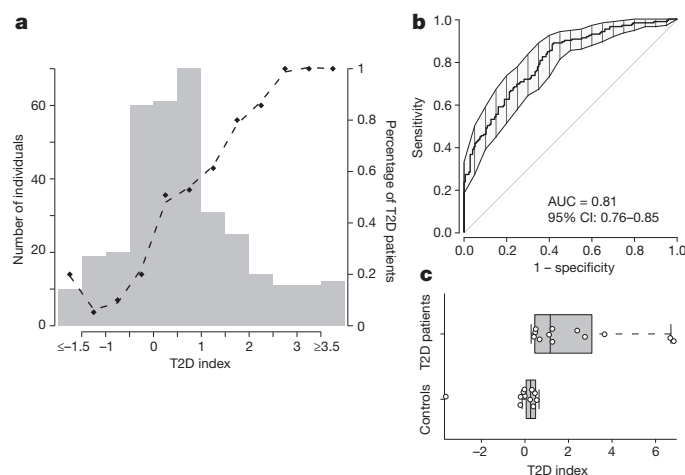 a
Number of individuals
60
40
20
0
1
0.8
0.6
0.4
0.2
0
Percentage of T2D patients
≤−1.5 −1 0 1 2 3 ≥3.5
T2D index
b
Sensitivity
1.0
0.8
0.6
0.4
0.2
0.0
AUC = 0.81
95% CI: 0.76–0.85
0.0 0.2 0.4 0.6 0.8 1.0
1 − specificity
c
T2D patients
Controls
−2 0 2 4 6
T2D index